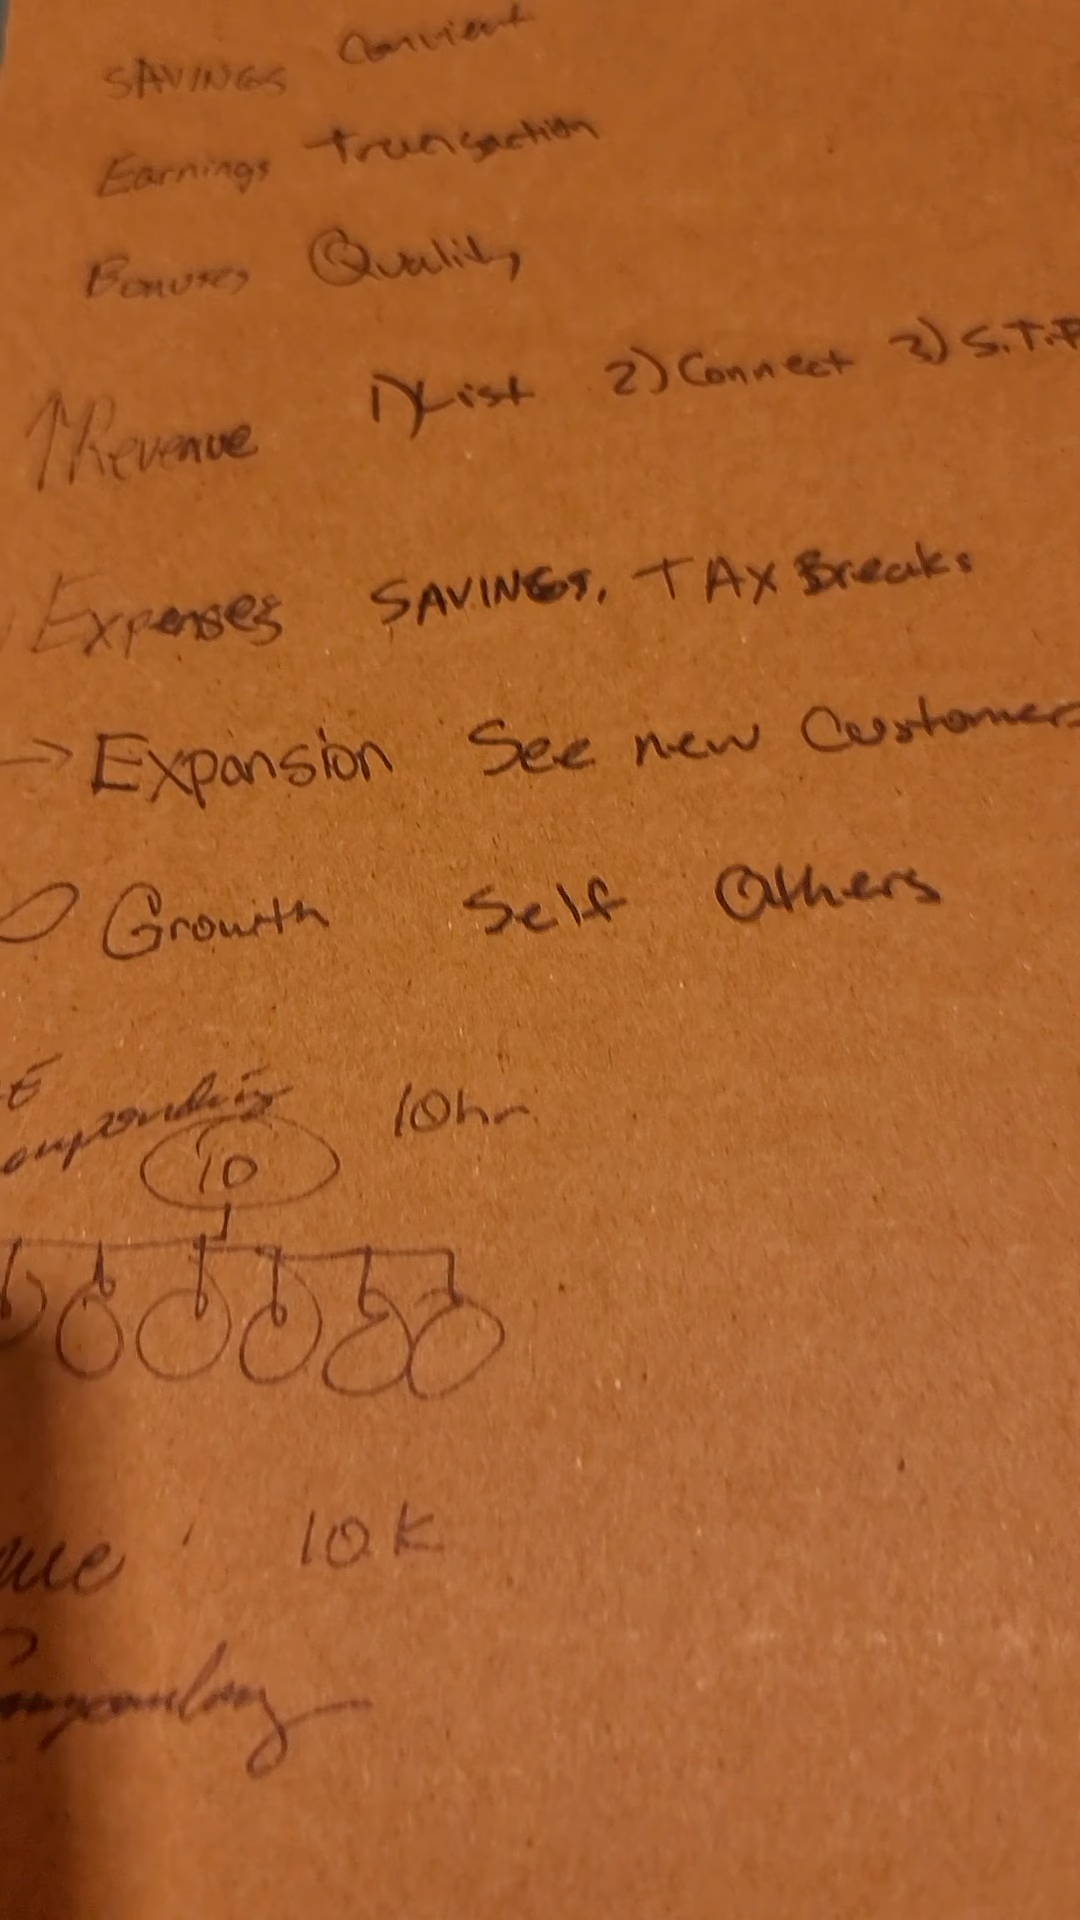 SAVINGS Convient
Earnings Transaction
Bonuses Quality
↑Revenue 1) List 2) Connect 3) S.T.P
Expenses SAVINGS, TAX Breaks
→ Expansion See new Customers
Growth Self Others
10hr
10
10K